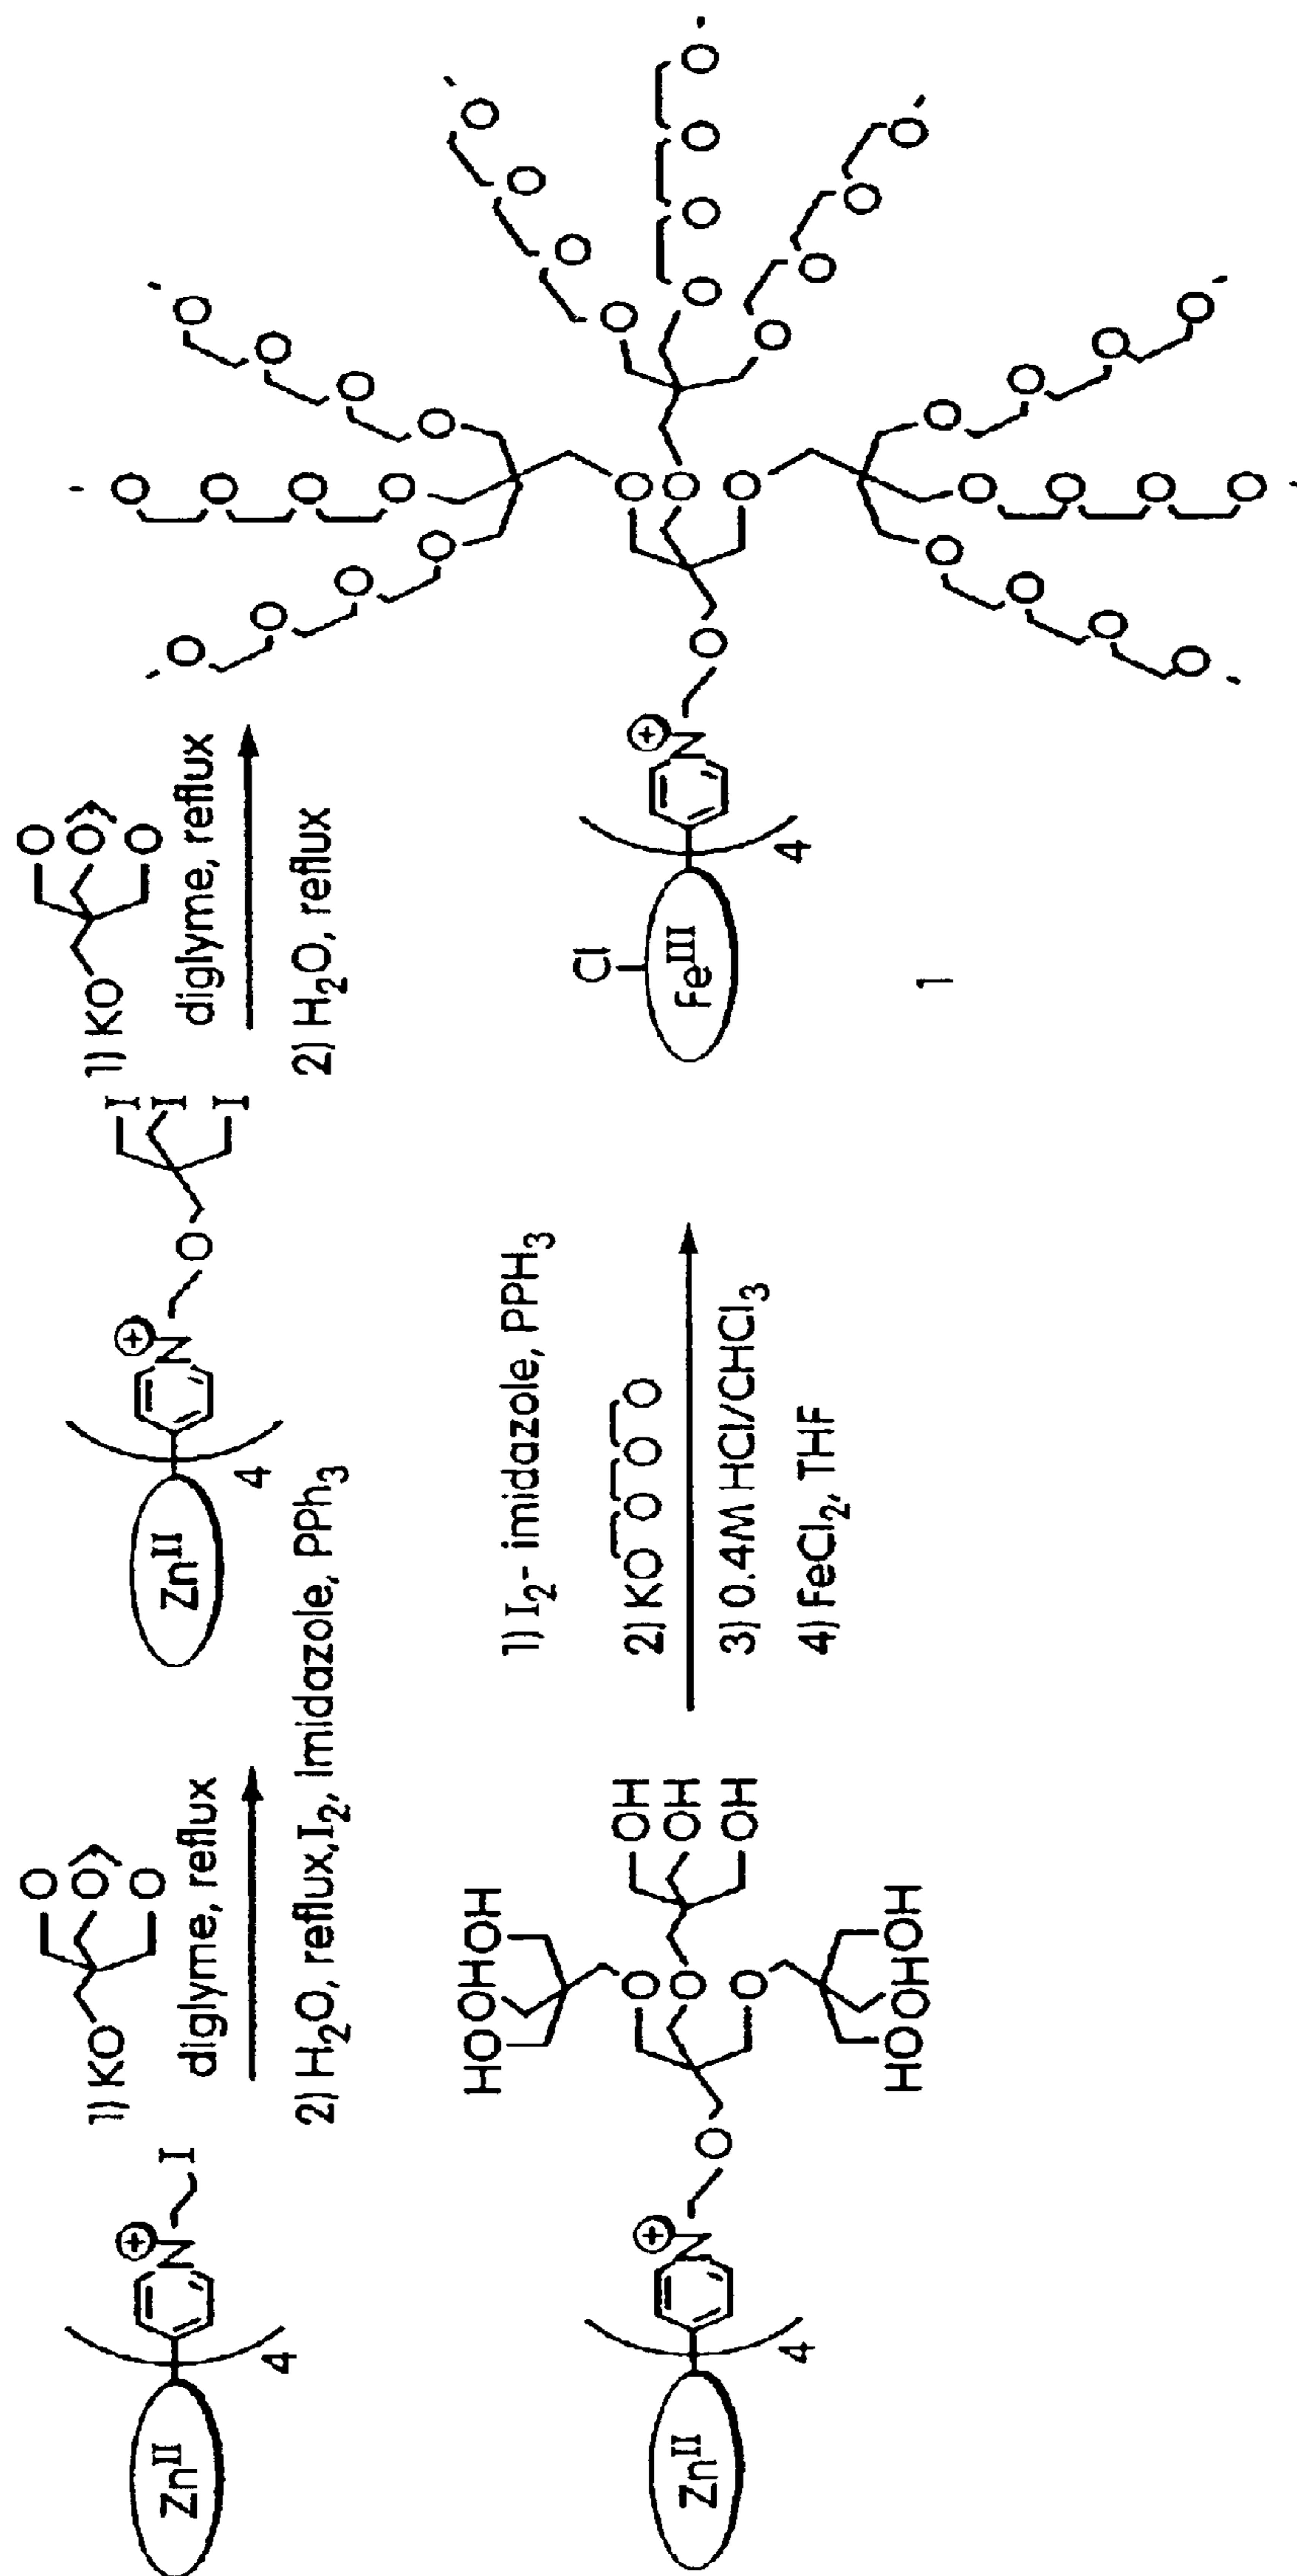 1) KO O O O
diglyme, reflux
2) H₂O, reflux, I₂, Imidazole, PPh₃
Zn^II
4
N
+
I
Zn^II
4
N
+
O
I
I
I
1) KO O O O
diglyme, reflux
2) H₂O, reflux
Zn^II
4
N
+
O
O
O
O
HO OH OH
OH
OH
OH
HO OH OH
1) I₂- imidazole, PPH₃
2) KO O O O
3) 0.4M HCl/CHCl₃
4) FeCl₂, THF
Cl
Fe^III
4
N
+
O
O
O
O
O O O O
O O O O
O O O O
O O O O
O O O O
O O O O
O O O O
O O O O
O O O O
1